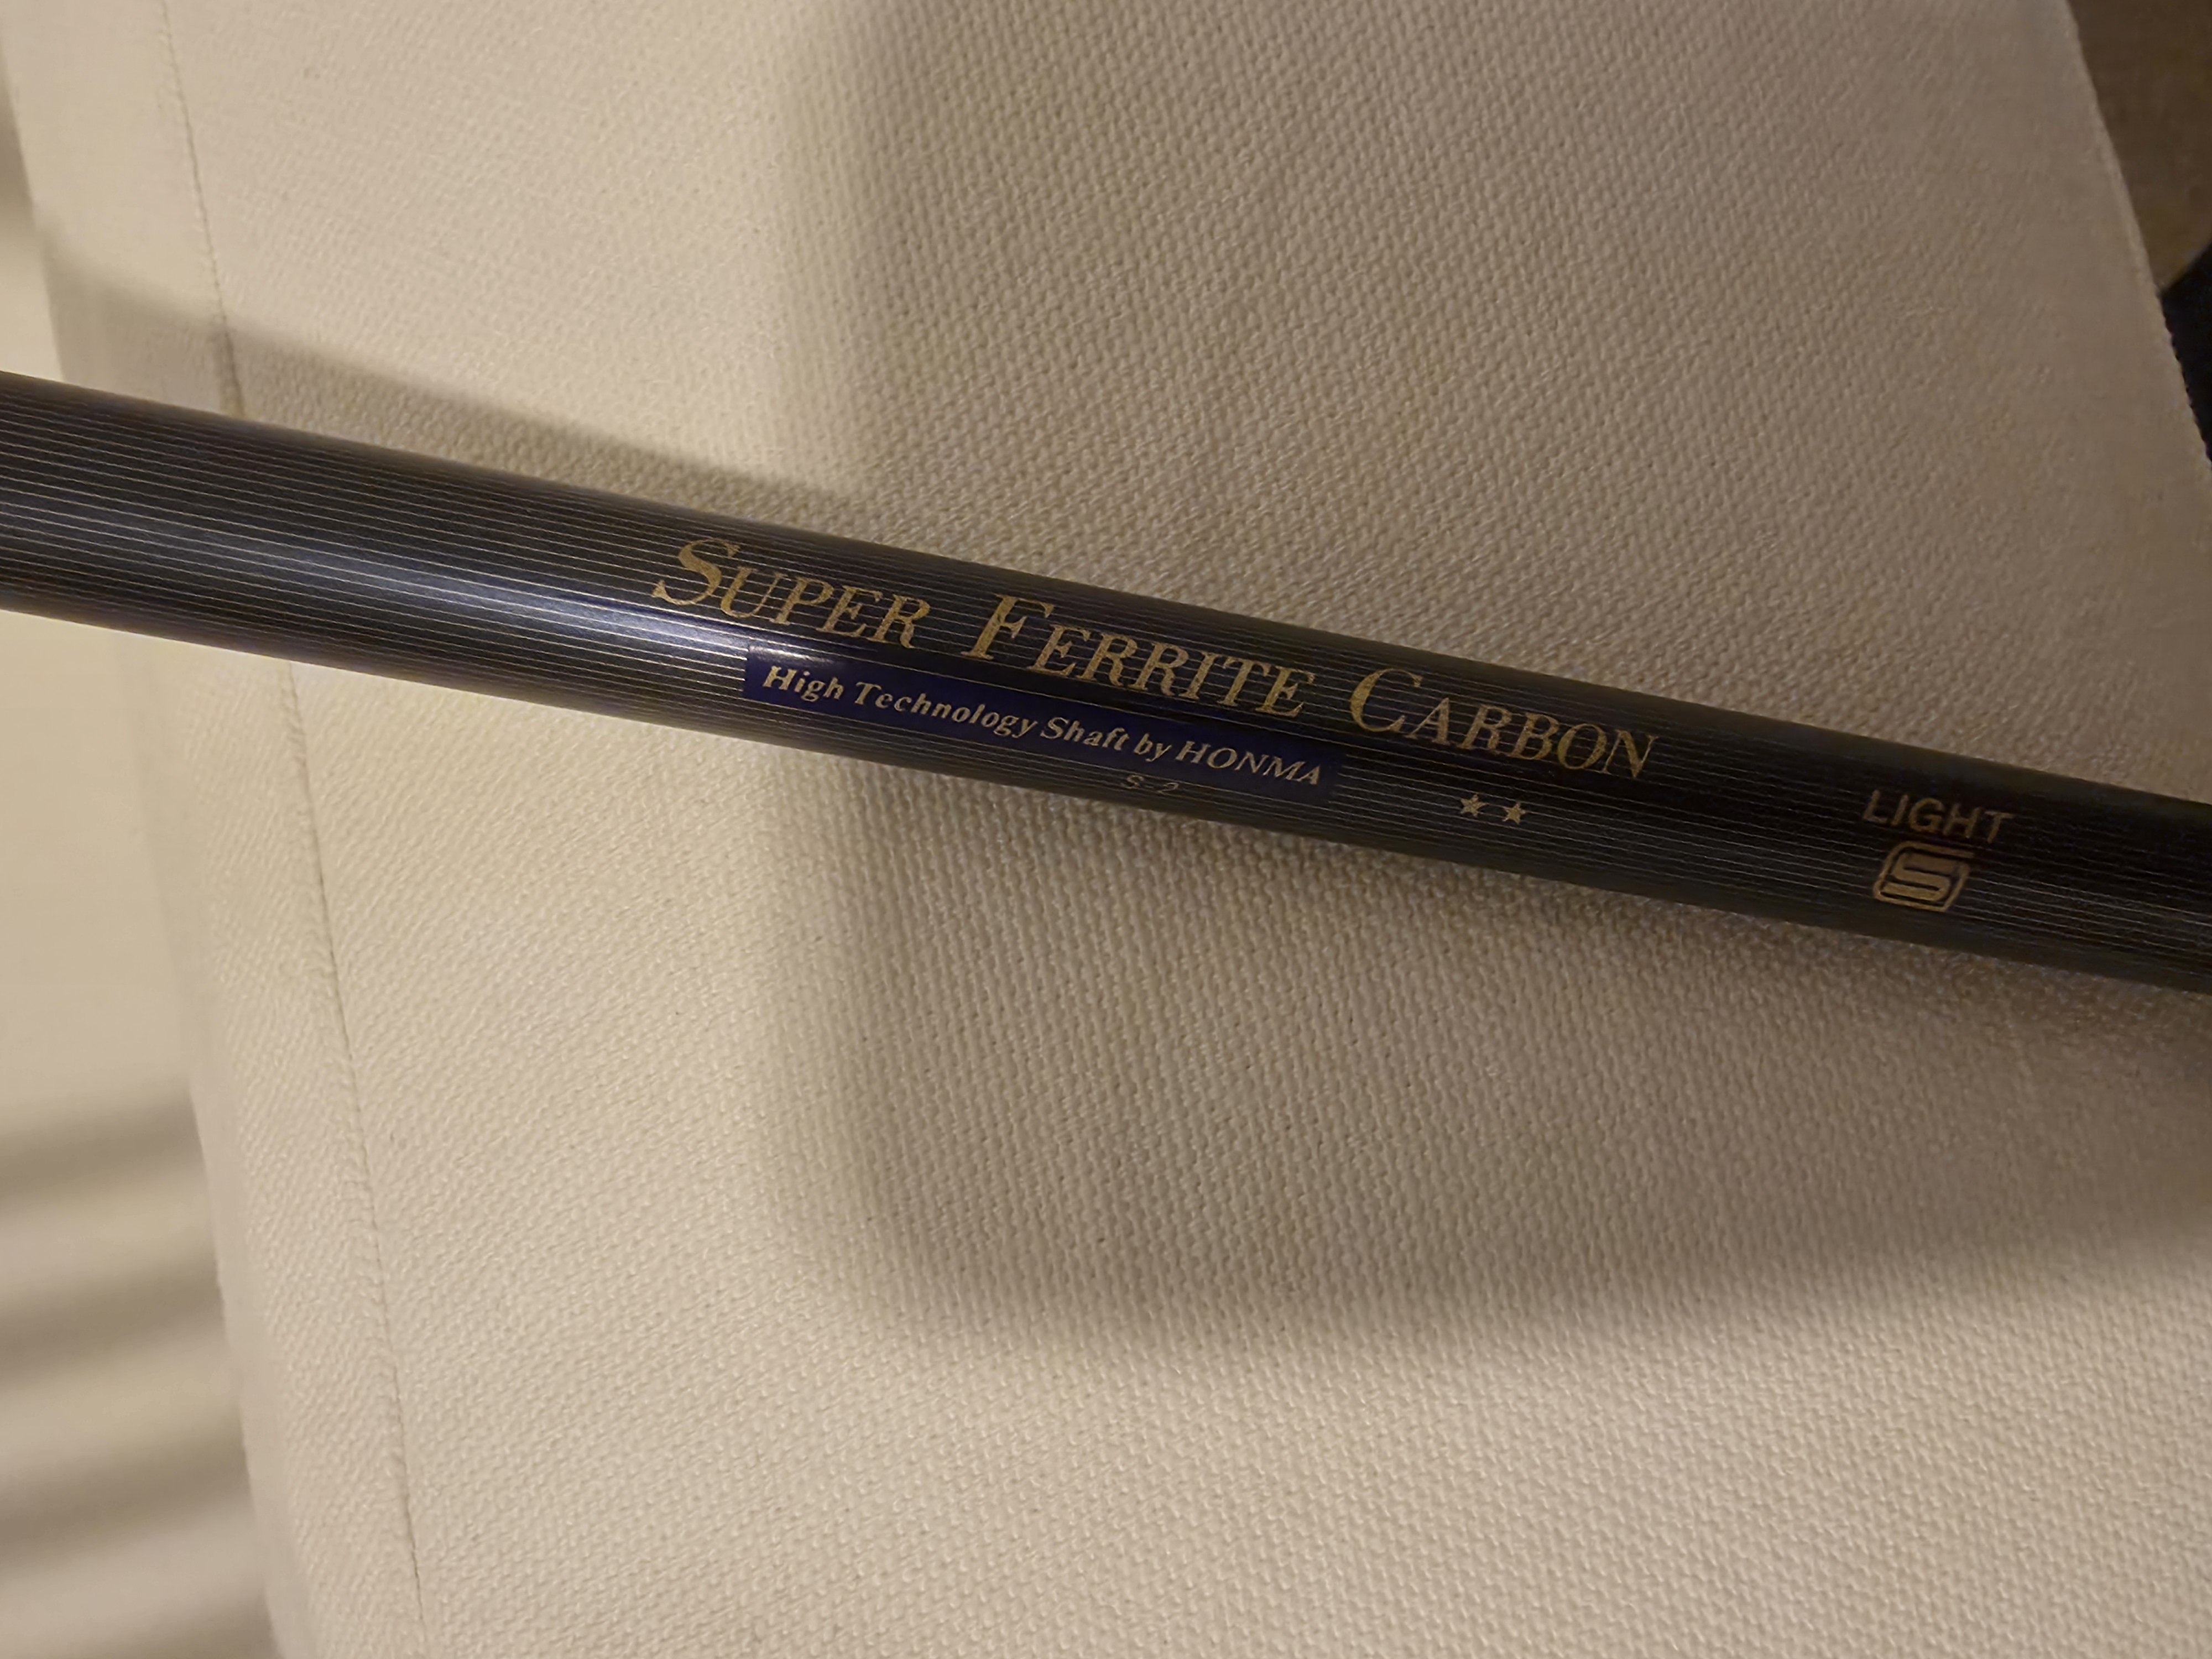 SUPER FERRITE CARBON
High Technology Shaft by HONMA
S-2
★★
LIGHT
S